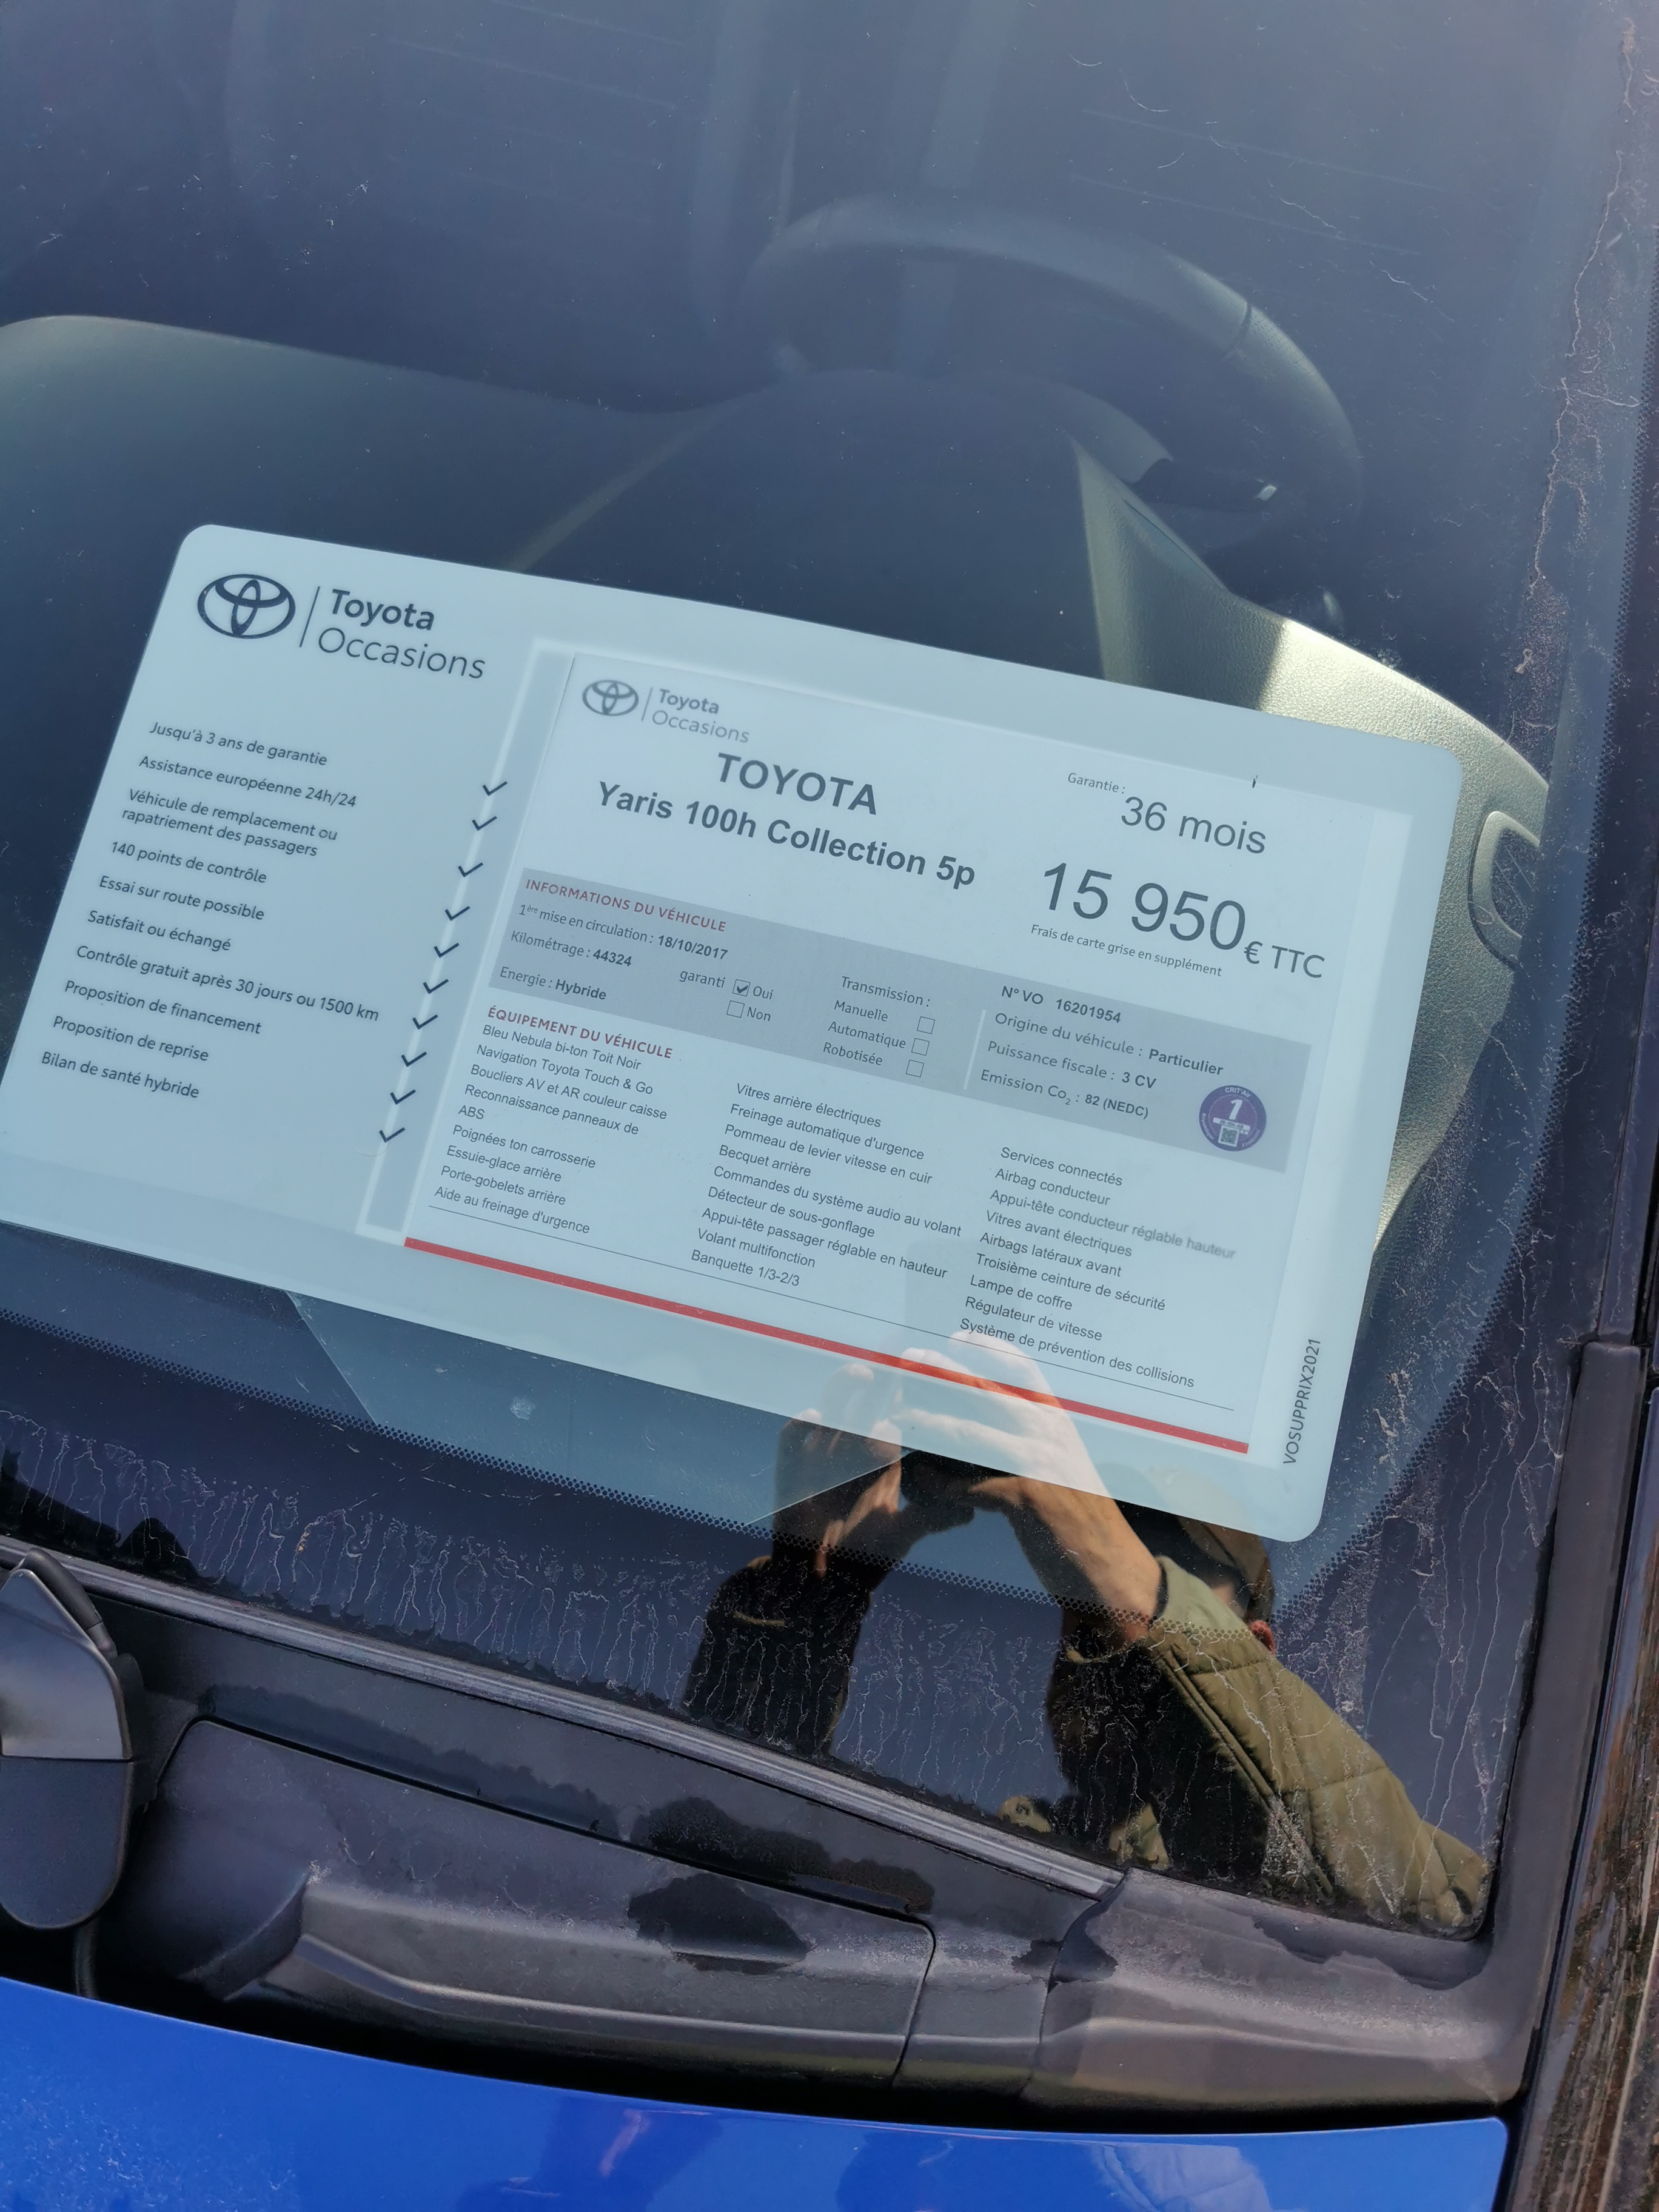 Toyota
Occasions
Jusqu'à 3 ans de garantie
Assistance européenne 24h/24
Véhicule de remplacement ou
rapatriement des passagers
140 points de contrôle
Essai sur route possible
Satisfait ou échangé
Contrôle gratuit après 30 jours ou 1500 km
Proposition de financement
Proposition de reprise
Bilan de santé hybride
Toyota
Occasions
TOYOTA
Yaris 100h Collection 5p
Garantie :
36 mois
15 950€ TTC
Frais de carte grise en supplément
INFORMATIONS DU VÉHICULE
1ère mise en circulation : 18/10/2017
Kilométrage : 44324
garanti Oui
Non
Energie : Hybride
Transmission :
Manuelle
Automatique
Robotisée
N° VO 16201954
Origine du véhicule : Particulier
Puissance fiscale : 3 CV
Emission Co2 : 82 (NEDC)
CRIT'Air
1
ÉQUIPEMENT DU VÉHICULE
Bleu Nebula bi-ton Toit Noir
Navigation Toyota Touch & Go
Boucliers AV et AR couleur caisse
Reconnaissance panneaux de
ABS
Poignées ton carrosserie
Essuie-glace arrière
Porte-gobelets arrière
Aide au freinage d'urgence
Vitres arrière électriques
Freinage automatique d'urgence
Pommeau de levier vitesse en cuir
Becquet arrière
Commandes du système audio au volant
Détecteur de sous-gonflage
Appui-tête passager réglable en hauteur
Volant multifonction
Banquette 1/3-2/3
Services connectés
Airbag conducteur
Appui-tête conducteur réglable hauteur
Vitres avant électriques
Airbags latéraux avant
Troisième ceinture de sécurité
Lampe de coffre
Régulateur de vitesse
Système de prévention des collisions
VOSUPPRIX2021